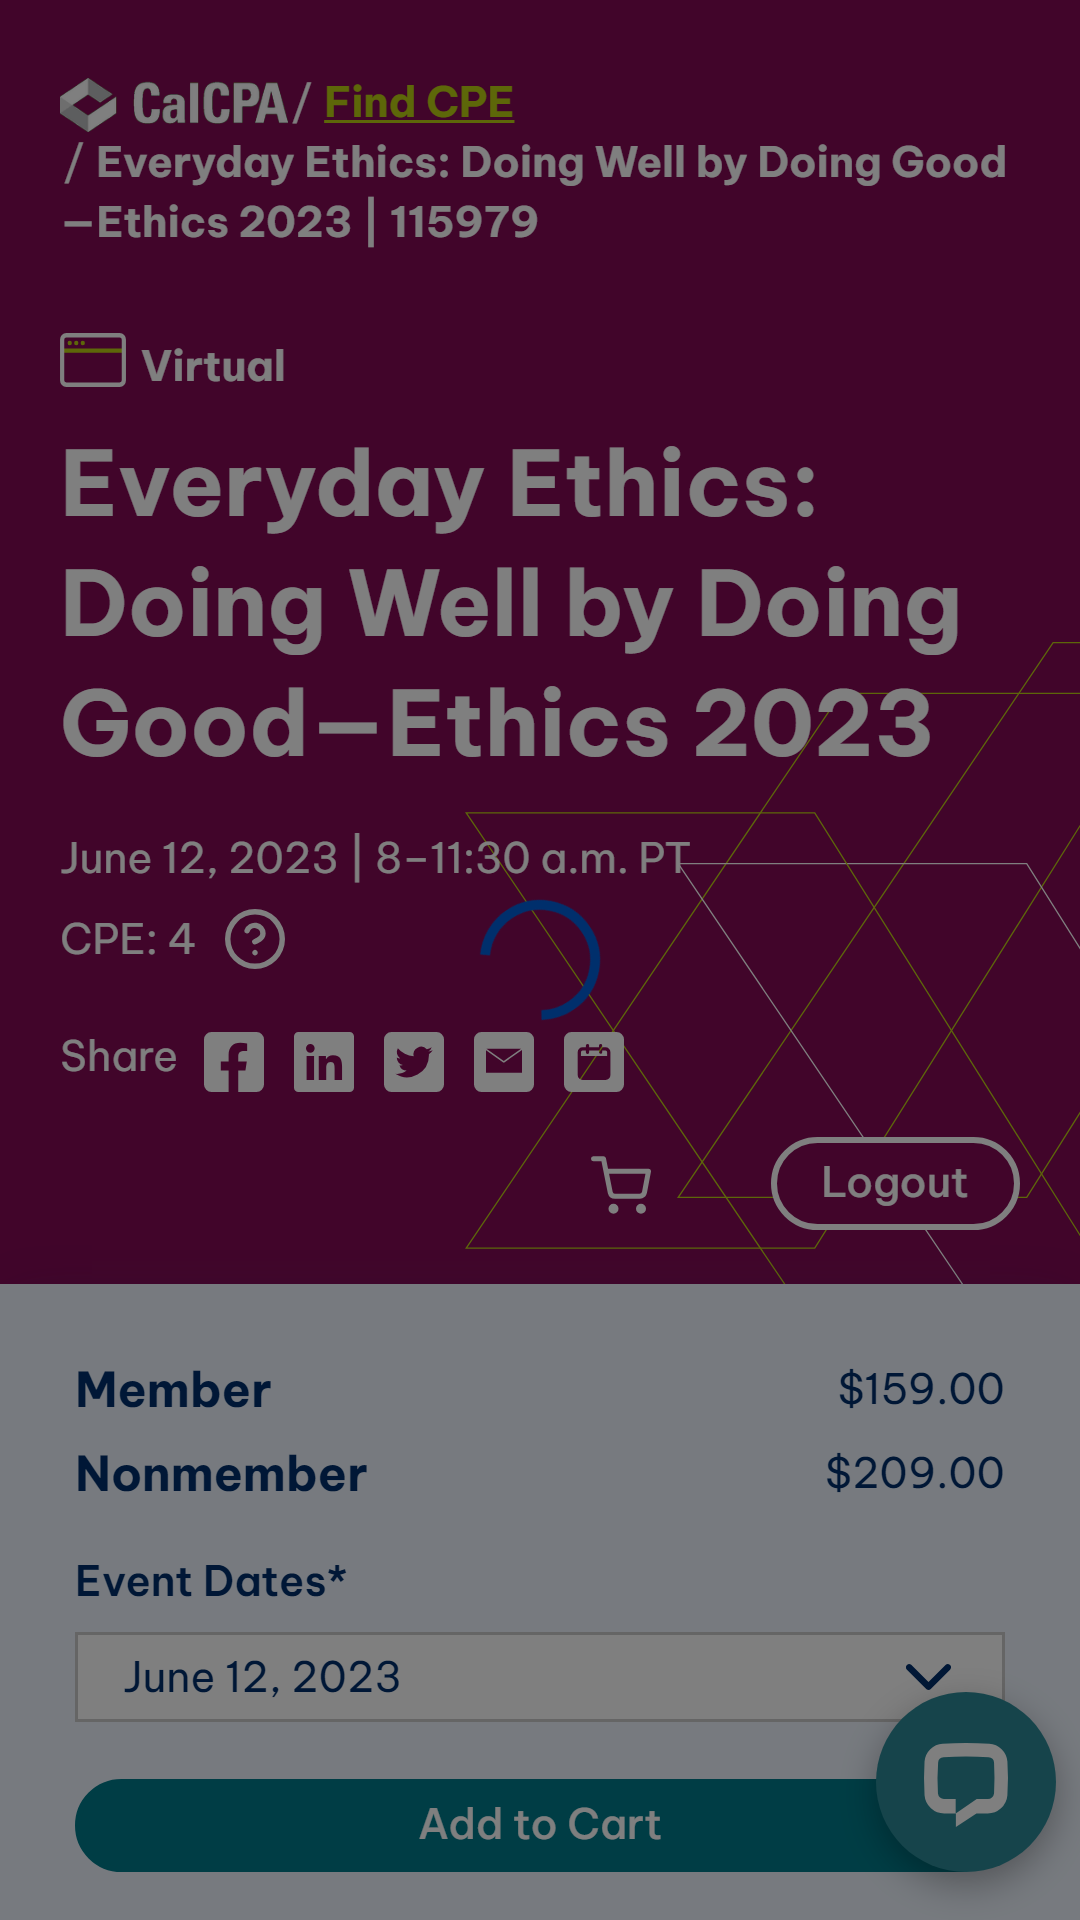 CalCPA / Find CPE
/ Everyday Ethics: Doing Well by Doing Good
—Ethics 2023 | 115979
Virtual
Everyday Ethics:
Doing Well by Doing
Good—Ethics 2023
June 12, 2023 | 8–11:30 a.m. PT
CPE: 4 ?
Share
Logout
Member $159.00
Nonmember $209.00
Event Dates*
June 12, 2023
Add to Cart